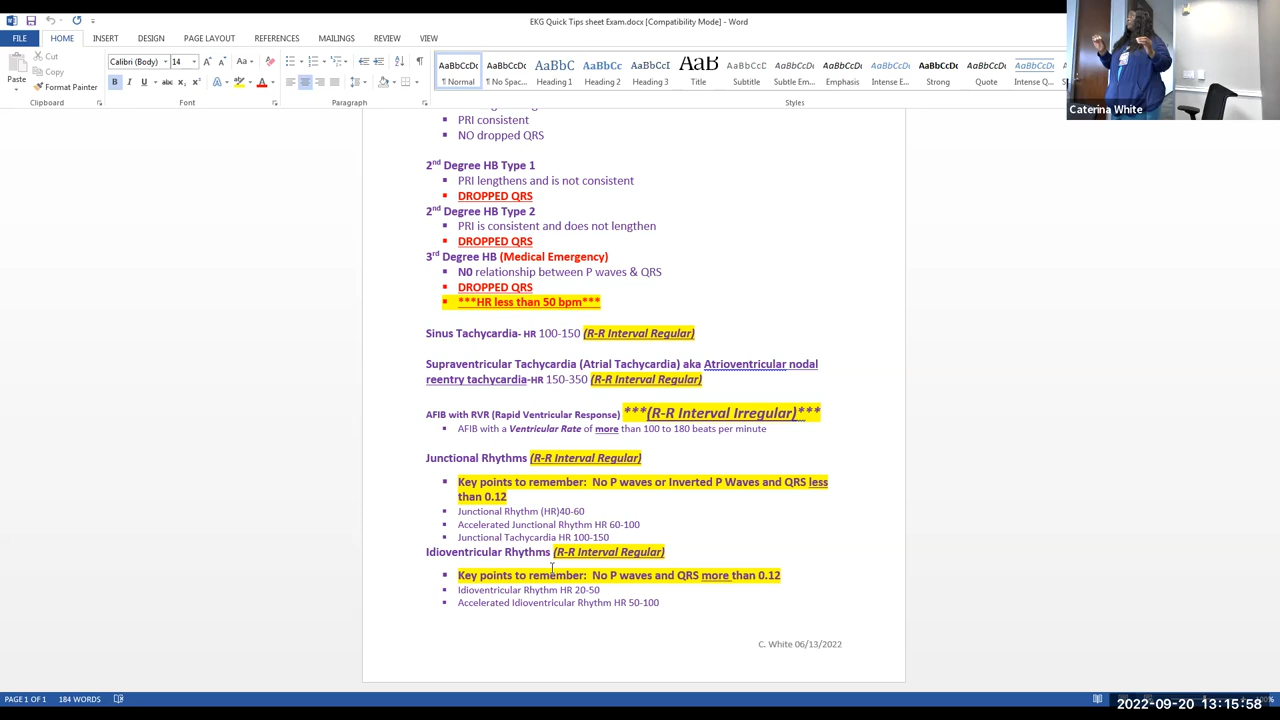 EKG Quick Tips sheet Exam.docx [Compatibility Mode] - Word
FILE HOME INSERT DESIGN PAGE LAYOUT REFERENCES MAILINGS REVIEW VIEW
Cut
Copy
Format Painter
Paste
Clipboard
Calibri (Body) 14
Font
Paragraph
AaBbCcDc AaBbCcDc AaBbC AaBbCc AaBbCcI AaB AaBbCcDc AaBbCcDc AaBbCcDc AaBbCcDc AaBbCcDc AaBbCcDc AaBbCcDc
¶ Normal ¶ No Spac... Heading 1 Heading 2 Heading 3 Title Subtitle Subtle Em... Emphasis Intense E... Strong Quote Intense Q...
Styles
Caterina White
PRI consistent
NO dropped QRS
2nd Degree HB Type 1
PRI lengthens and is not consistent
DROPPED QRS
2nd Degree HB Type 2
PRI is consistent and does not lengthen
DROPPED QRS
3rd Degree HB (Medical Emergency)
N0 relationship between P waves & QRS
DROPPED QRS
***HR less than 50 bpm***
Sinus Tachycardia- HR 100-150 (R-R Interval Regular)
Supraventricular Tachycardia (Atrial Tachycardia) aka Atrioventricular nodal
reentry tachycardia-HR 150-350 (R-R Interval Regular)
AFIB with RVR (Rapid Ventricular Response) ***(R-R Interval Irregular)***
AFIB with a Ventricular Rate of more than 100 to 180 beats per minute
Junctional Rhythms (R-R Interval Regular)
Key points to remember: No P waves or Inverted P Waves and QRS less
than 0.12
Junctional Rhythm (HR)40-60
Accelerated Junctional Rhythm HR 60-100
Junctional Tachycardia HR 100-150
Idioventricular Rhythms (R-R Interval Regular)
Key points to remember: No P waves and QRS more than 0.12
Idioventricular Rhythm HR 20-50
Accelerated Idioventricular Rhythm HR 50-100
C. White 06/13/2022
PAGE 1 OF 1 184 WORDS
2022-09-20 13:15:58